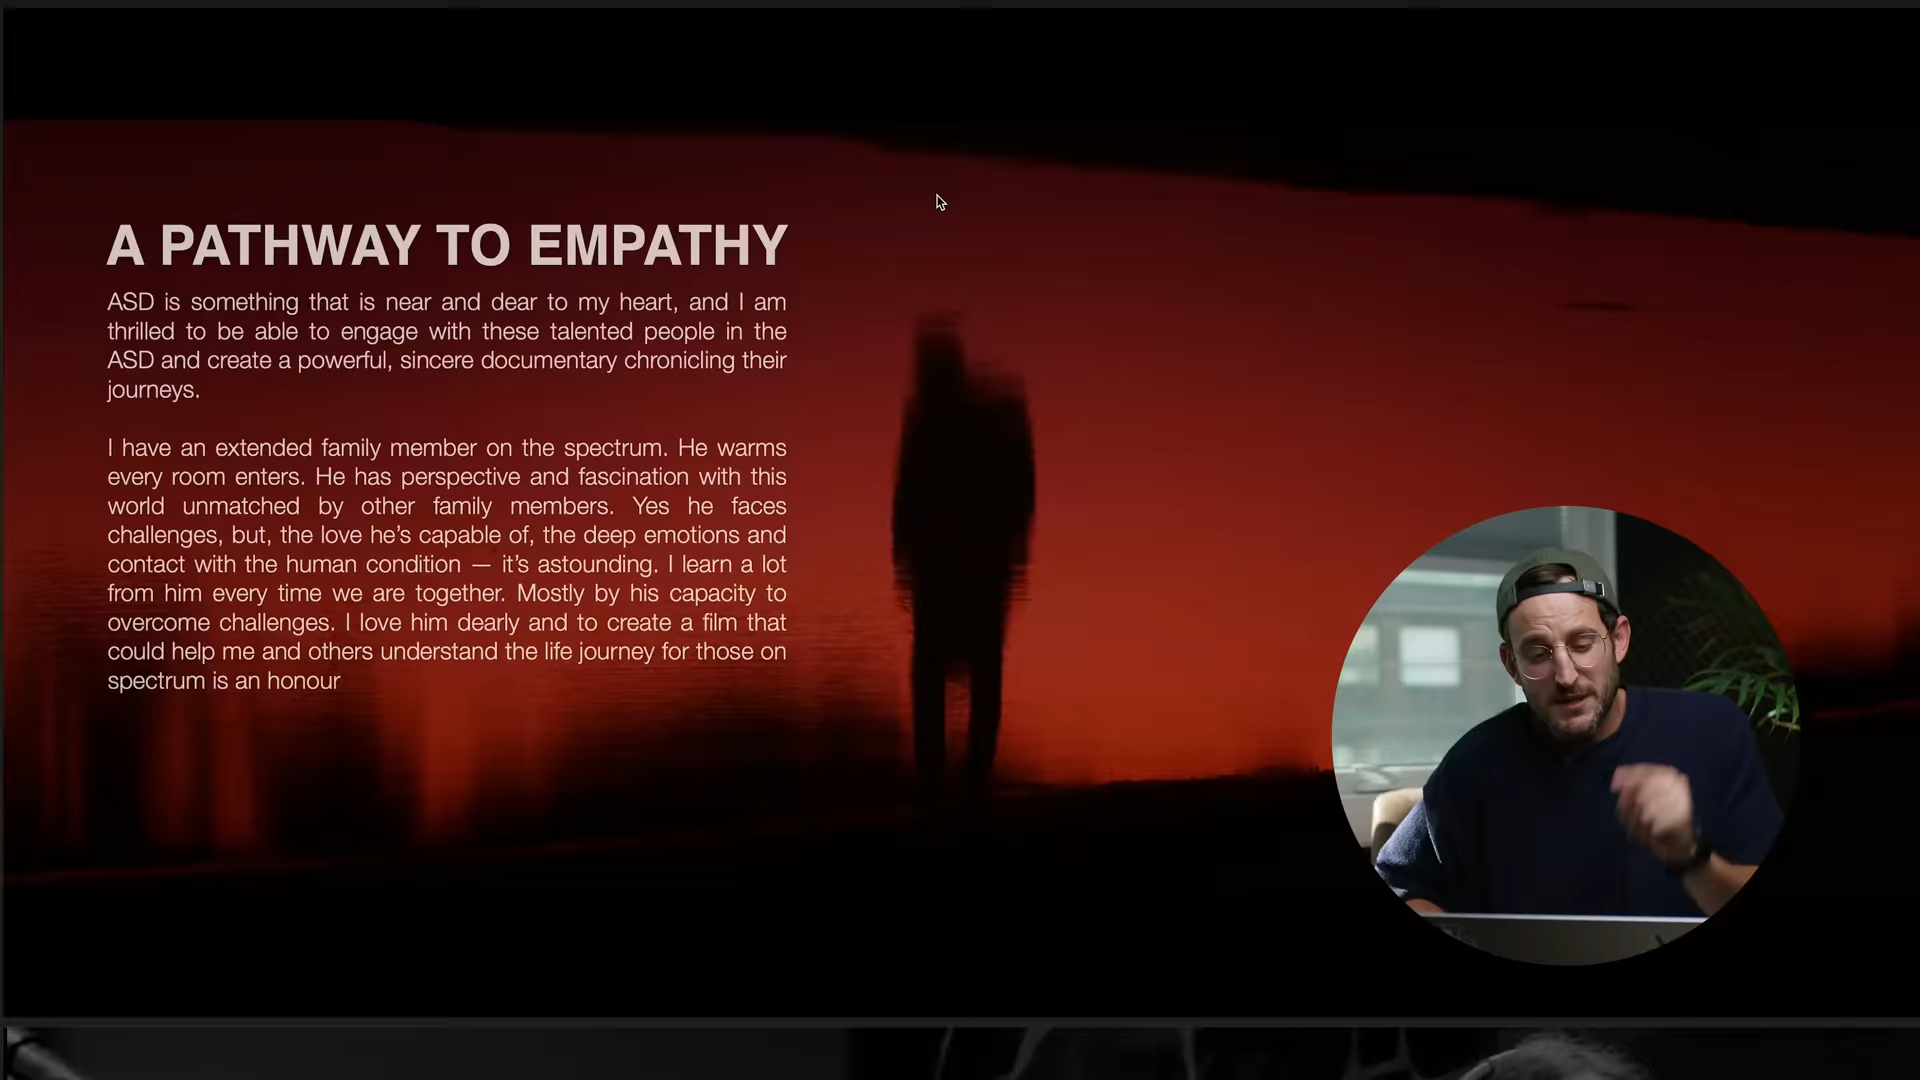 A PATHWAY TO EMPATHY
ASD is something that is near and dear to my heart, and I am
thrilled to be able to engage with these talented people in the
ASD and create a powerful, sincere documentary chronicling their
journeys.
I have an extended family member on the spectrum. He warms
every room enters. He has perspective and fascination with this
world unmatched by other family members. Yes he faces
challenges, but, the love he’s capable of, the deep emotions and
contact with the human condition — it’s astounding. I learn a lot
from him every time we are together. Mostly by his capacity to
overcome challenges. I love him dearly and to create a film that
could help me and others understand the life journey for those on
spectrum is an honour